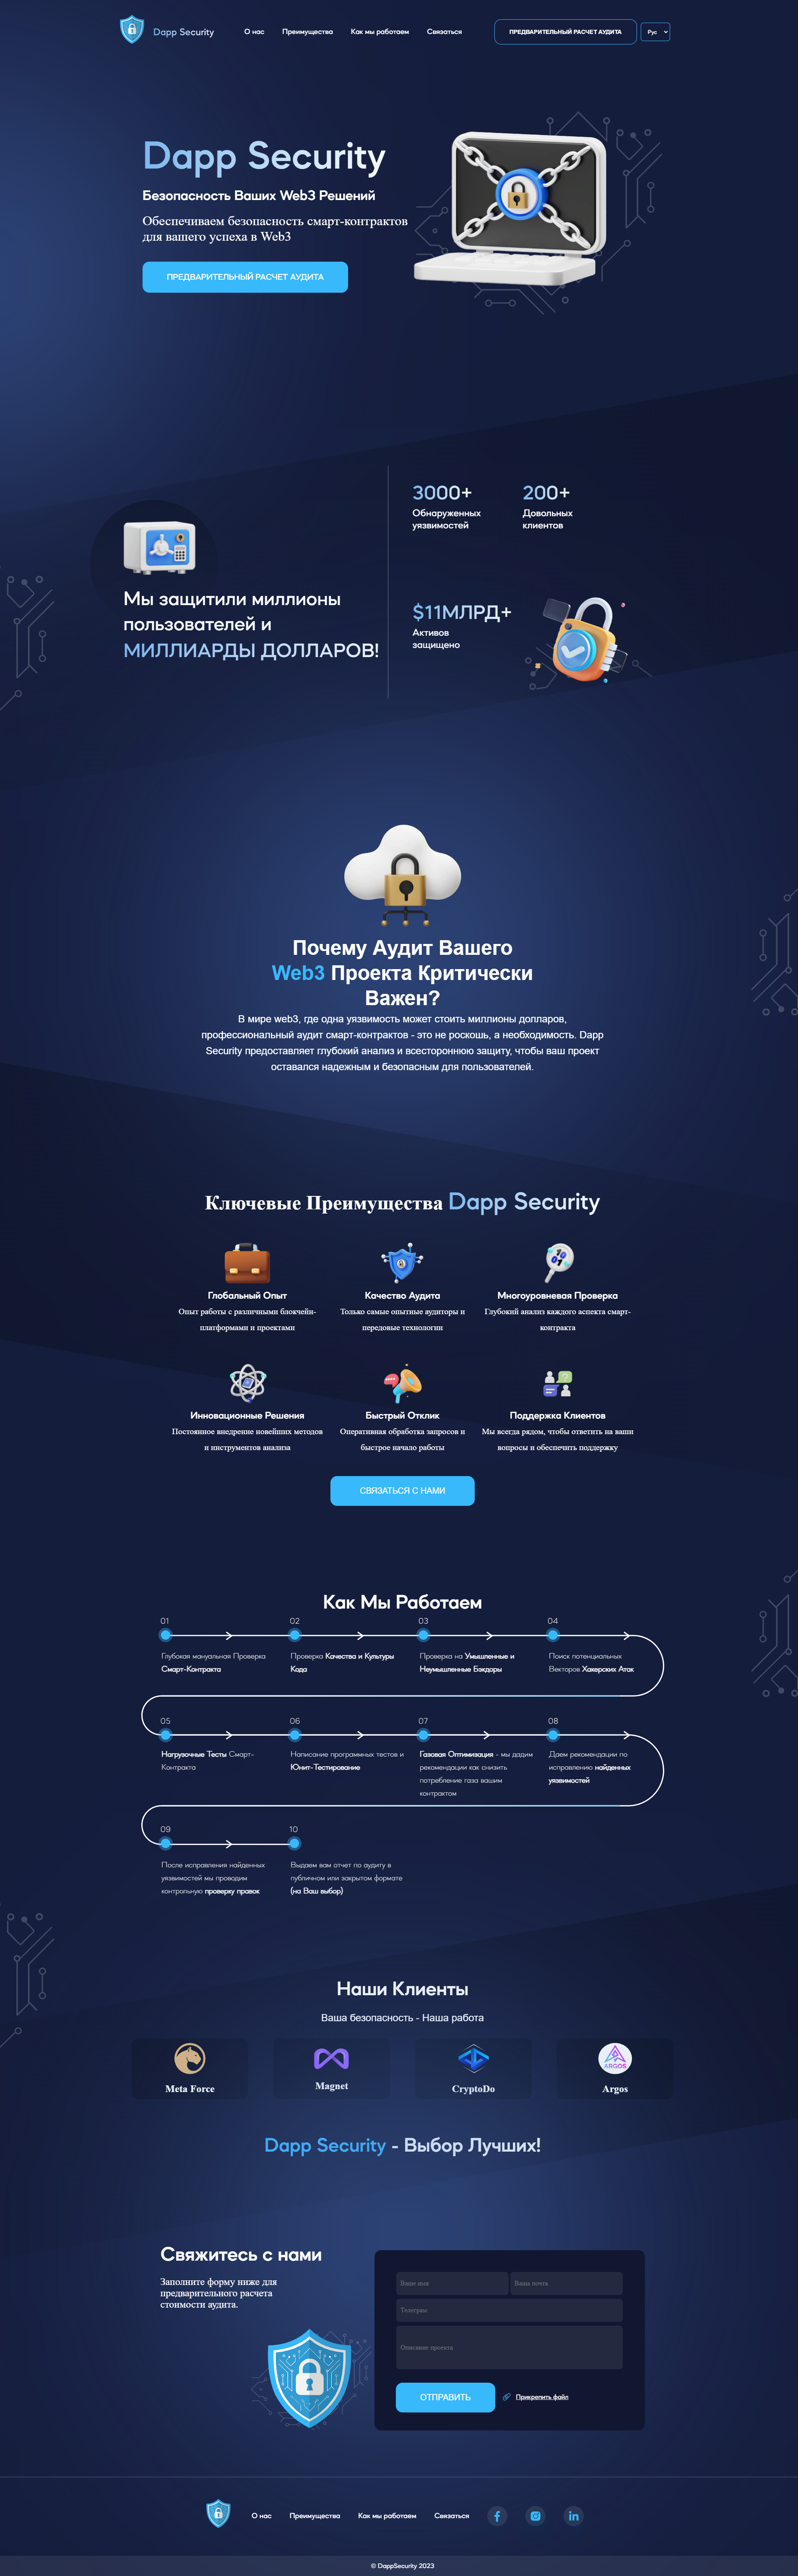 Dapp Security
О нас
Преимущества
Как мы работаем
Связаться
ПРЕДВАРИТЕЛЬНЫЙ РАСЧЕТ АУДИТА
Рус
Dapp Security
Безопасность Ваших Web3 Решений
Обеспечиваем безопасность смарт-контрактов
для вашего успеха в Web3
ПРЕДВАРИТЕЛЬНЫЙ РАСЧЕТ АУДИТА
3000+
Обнаруженных
уязвимостей
200+
Довольных
клиентов
Мы защитили миллионы
пользователей и
МИЛЛИАРДЫ ДОЛЛАРОВ!
$11МЛРД+
Активов
защищено
Почему Аудит Вашего
Web3 Проекта Критически
Важен?
В мире web3, где одна уязвимость может стоить миллионы долларов,
профессиональный аудит смарт-контрактов - это не роскошь, а необходимость. Dapp
Security предоставляет глубокий анализ и всестороннюю защиту, чтобы ваш проект
оставался надежным и безопасным для пользователей.
Ключевые Преимущества Dapp Security
Глобальный Опыт
Опыт работы с различными блокчейн-
платформами и проектами
Качество Аудита
Только самые опытные аудиторы и
передовые технологии
Многоуровневая Проверка
Глубокий анализ каждого аспекта смарт-
контракта
Инновационные Решения
Постоянное внедрение новейших методов
и инструментов анализа
Быстрый Отклик
Оперативная обработка запросов и
быстрое начало работы
Поддержка Клиентов
Мы всегда рядом, чтобы ответить на ваши
вопросы и обеспечить поддержку
СВЯЗАТЬСЯ С НАМИ
Как Мы Работаем
01
Глубокая мануальная Проверка
Смарт-Контракта
02
Проверка Качества и Культуры
Кода
03
Проверка на Умышленные и
Неумышленные Бэкдоры
04
Поиск потенциальных
Векторов Хакерских Атак
05
Нагрузочные Тесты Смарт-
Контракта
06
Написание программных тестов и
Юнит-Тестирование
07
Газовая Оптимизация - мы дадим
рекомендации как снизить
потребление газа вашим
контрактом
08
Даем рекомендации по
исправлению найденных
уязвимостей
09
После исправления найденных
уязвимостей мы проводим
контрольную проверку правок
10
Выдаем вам отчет по аудиту в
публичном или закрытом формате
(на Ваш выбор)
Наши Клиенты
Ваша безопасность - Наша работа
Meta Force
Magnet
CryptoDo
ARGOS
Argos
Dapp Security - Выбор Лучших!
Свяжитесь с нами
Заполните форму ниже для
предварительного расчета
стоимости аудита.
Ваше имя
Ваша почта
Телеграм
Описание проекта
ОТПРАВИТЬ
Прикрепить файл
О нас
Преимущества
Как мы работаем
Связаться
© DappSecurity 2023